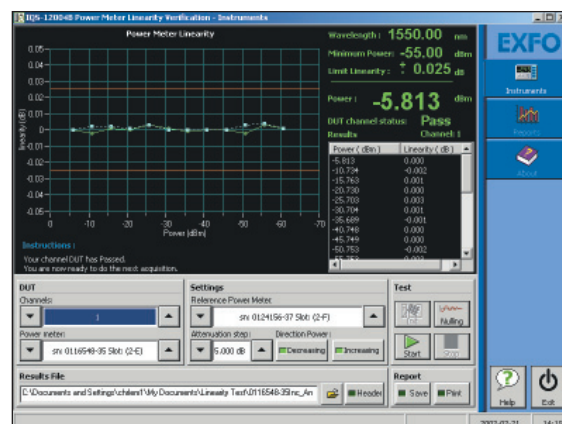 IQS-12004B Power Meter Linearity Verification - Instruments
Power Meter Linearity
Wavelength : 1550.00 nm
Minimum Power: -55.00 dBm
Limit Linearity : ± 0.025 dB
Power : -5.813 dBm
DUT channel status: Pass
Results Channel: 1
Power ( dBm ) Linearity ( dB )
-5.813 0.000
-10.734 -0.002
-15.763 0.001
-20.730 0.000
-25.703 0.000
-30.704 0.001
-35.689 -0.001
-40.748 0.000
-45.749 0.000
-50.753 -0.002
linearity (dB)
0.05
0.04
0.03
0.02
0.01
0
-0.01
-0.02
-0.03
-0.04
-0.05
0 -10 -20 -30 -40 -50 -60 -70
Power (dBm)
Instructions :
Your channel DUT has Passed.
You are now ready to do the next acquisition.
EXFO
Instruments
Reports
About
DUT
Channels:
1
Power meter:
sn: 0116548-35 Slot: (2-E)
Settings
Reference Power Meter:
sn: 0124156-37 Slot: (2-F)
Attenuation step:
5.000 dB
Direction Power:
Decreasing
Increasing
Test
Nulling
Start
Stop
Results File
Header
Report
Save
Print
Help
Exit